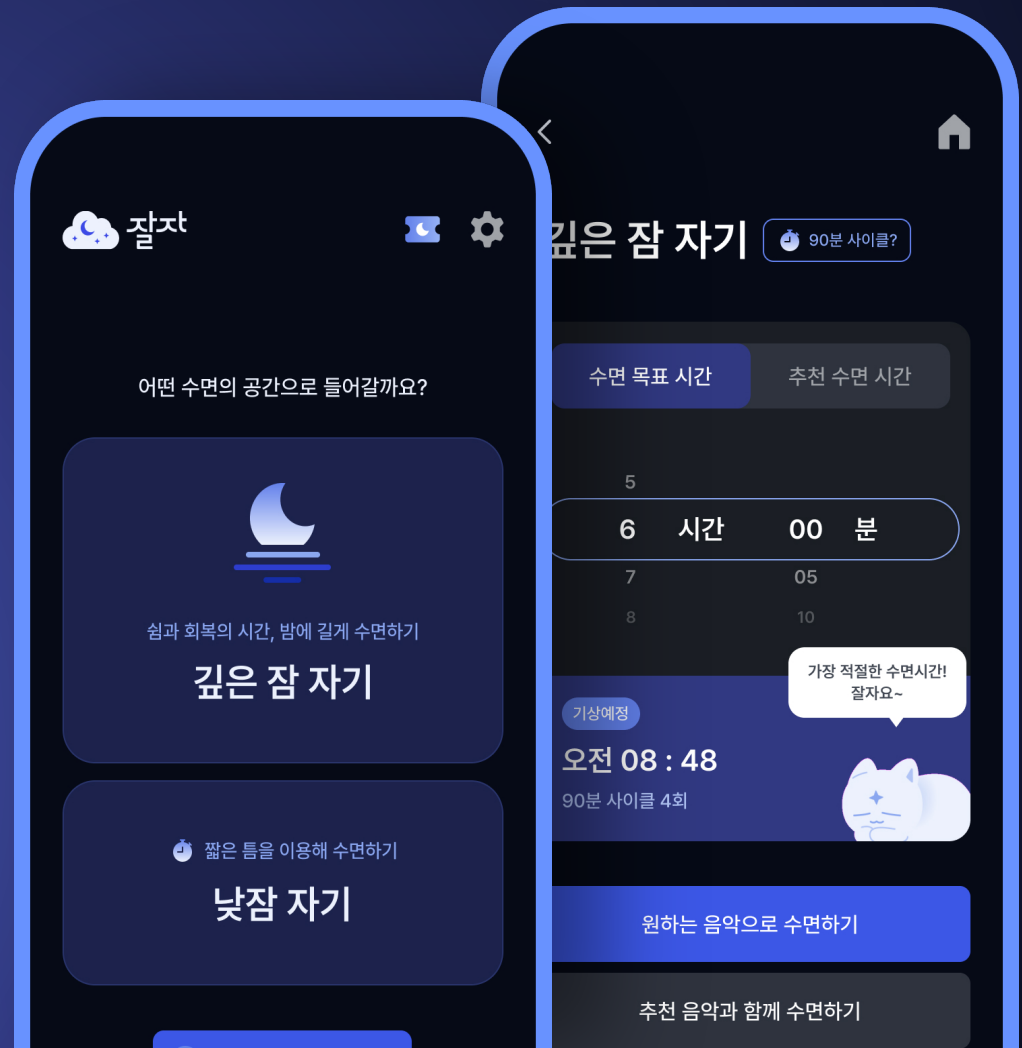 잘자
어떤 수면의 공간으로 들어갈까요?
쉼과 회복의 시간, 밤에 길게 수면하기
깊은 잠 자기
짧은 틈을 이용해 수면하기
낮잠 자기
깊은 잠 자기
90분 사이클?
수면 목표 시간 추천 수면 시간
5
6 시간 00 분
7 05
8 10
가장 적절한 수면시간!
잘자요~
기상예정
오전 08 : 48
90분 사이클 4회
원하는 음악으로 수면하기
추천 음악과 함께 수면하기